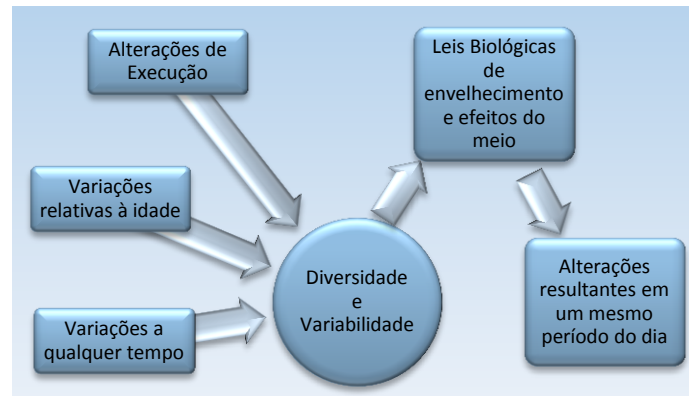 Alterações de
Execução
Leis Biológicas
de
envelhecimento
e efeitos do
meio
Variações
relativas à idade
Diversidade
e
Variabilidade
Alterações
resultantes em
um mesmo
período do dia
Variações a
qualquer tempo